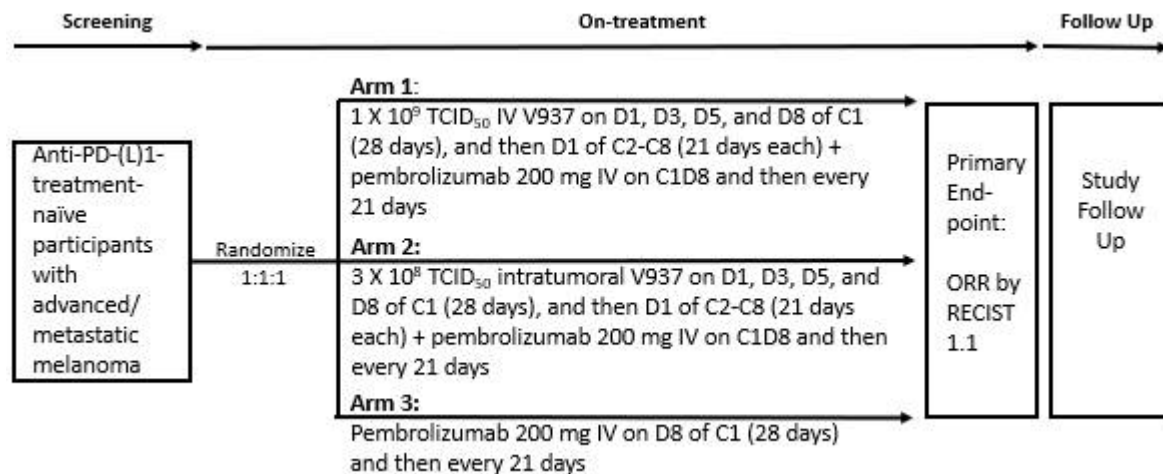 Screening
On-treatment
Follow Up
Anti-PD-(L)1-
treatment-
naïve
participants
with
advanced/
metastatic
melanoma
Randomize
1:1:1
Arm 1:
1 X 10⁹ TCID₅₀ IV V937 on D1, D3, D5, and D8 of C1
(28 days), and then D1 of C2-C8 (21 days each) +
pembrolizumab 200 mg IV on C1D8 and then every
21 days
Arm 2:
3 X 10⁸ TCID₅₀ intratumoral V937 on D1, D3, D5, and
D8 of C1 (28 days), and then D1 of C2-C8 (21 days
each) + pembrolizumab 200 mg IV on C1D8 and then
every 21 days
Arm 3:
Pembrolizumab 200 mg IV on D8 of C1 (28 days)
and then every 21 days
Primary
End-
point:
ORR by
RECIST
1.1
Study
Follow
Up